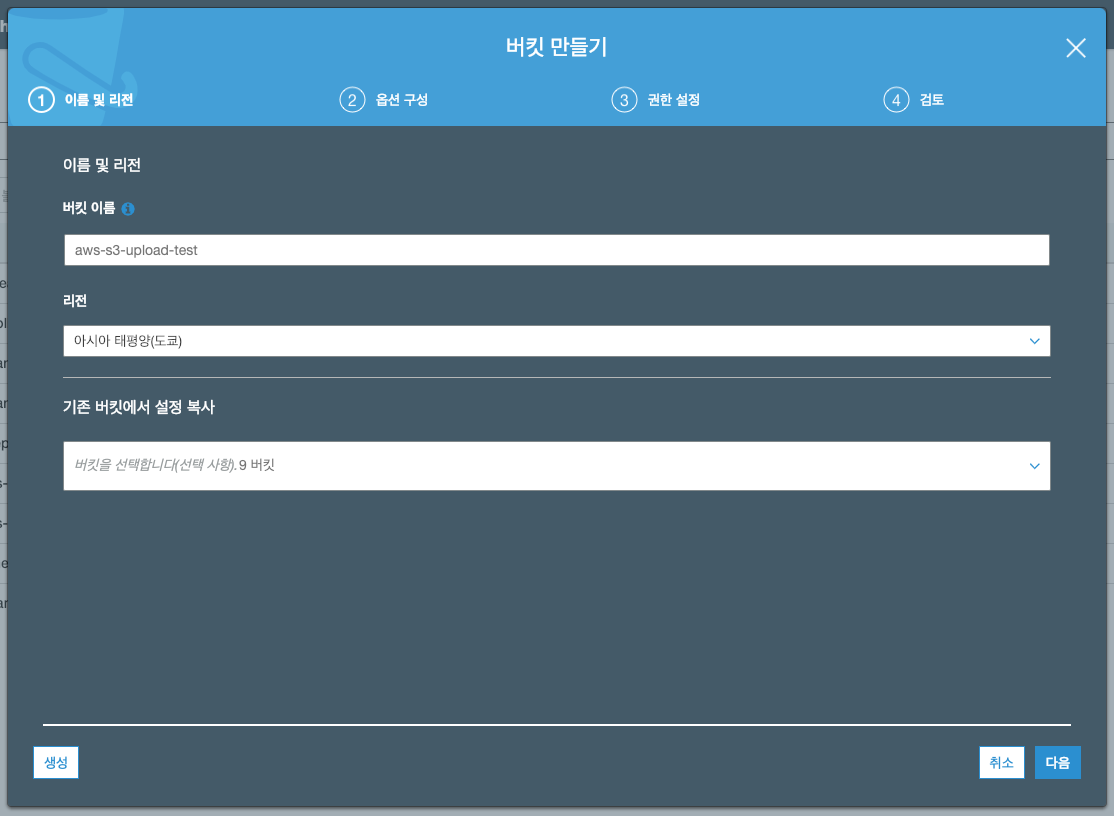 버킷 만들기
1 이름 및 리전
2 옵션 구성
3 권한 설정
4 검토
이름 및 리전
버킷 이름
aws-s3-upload-test
리전
아시아 태평양(도쿄)
기존 버킷에서 설정 복사
버킷을 선택합니다(선택 사항). 9 버킷
생성
취소
다음